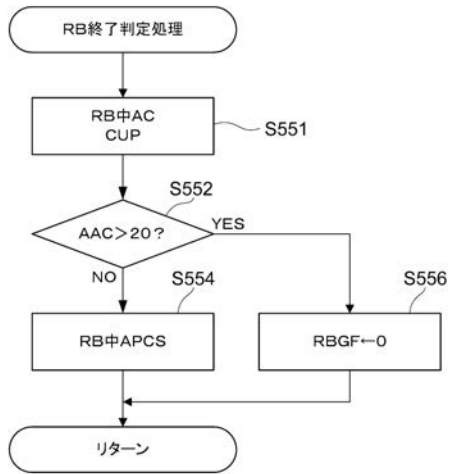 RB終了判定処理
RB中AC
CUP
S551
S552
AAC>20?
YES
NO
S554
S556
RB中APCS
RBGF←0
リターン